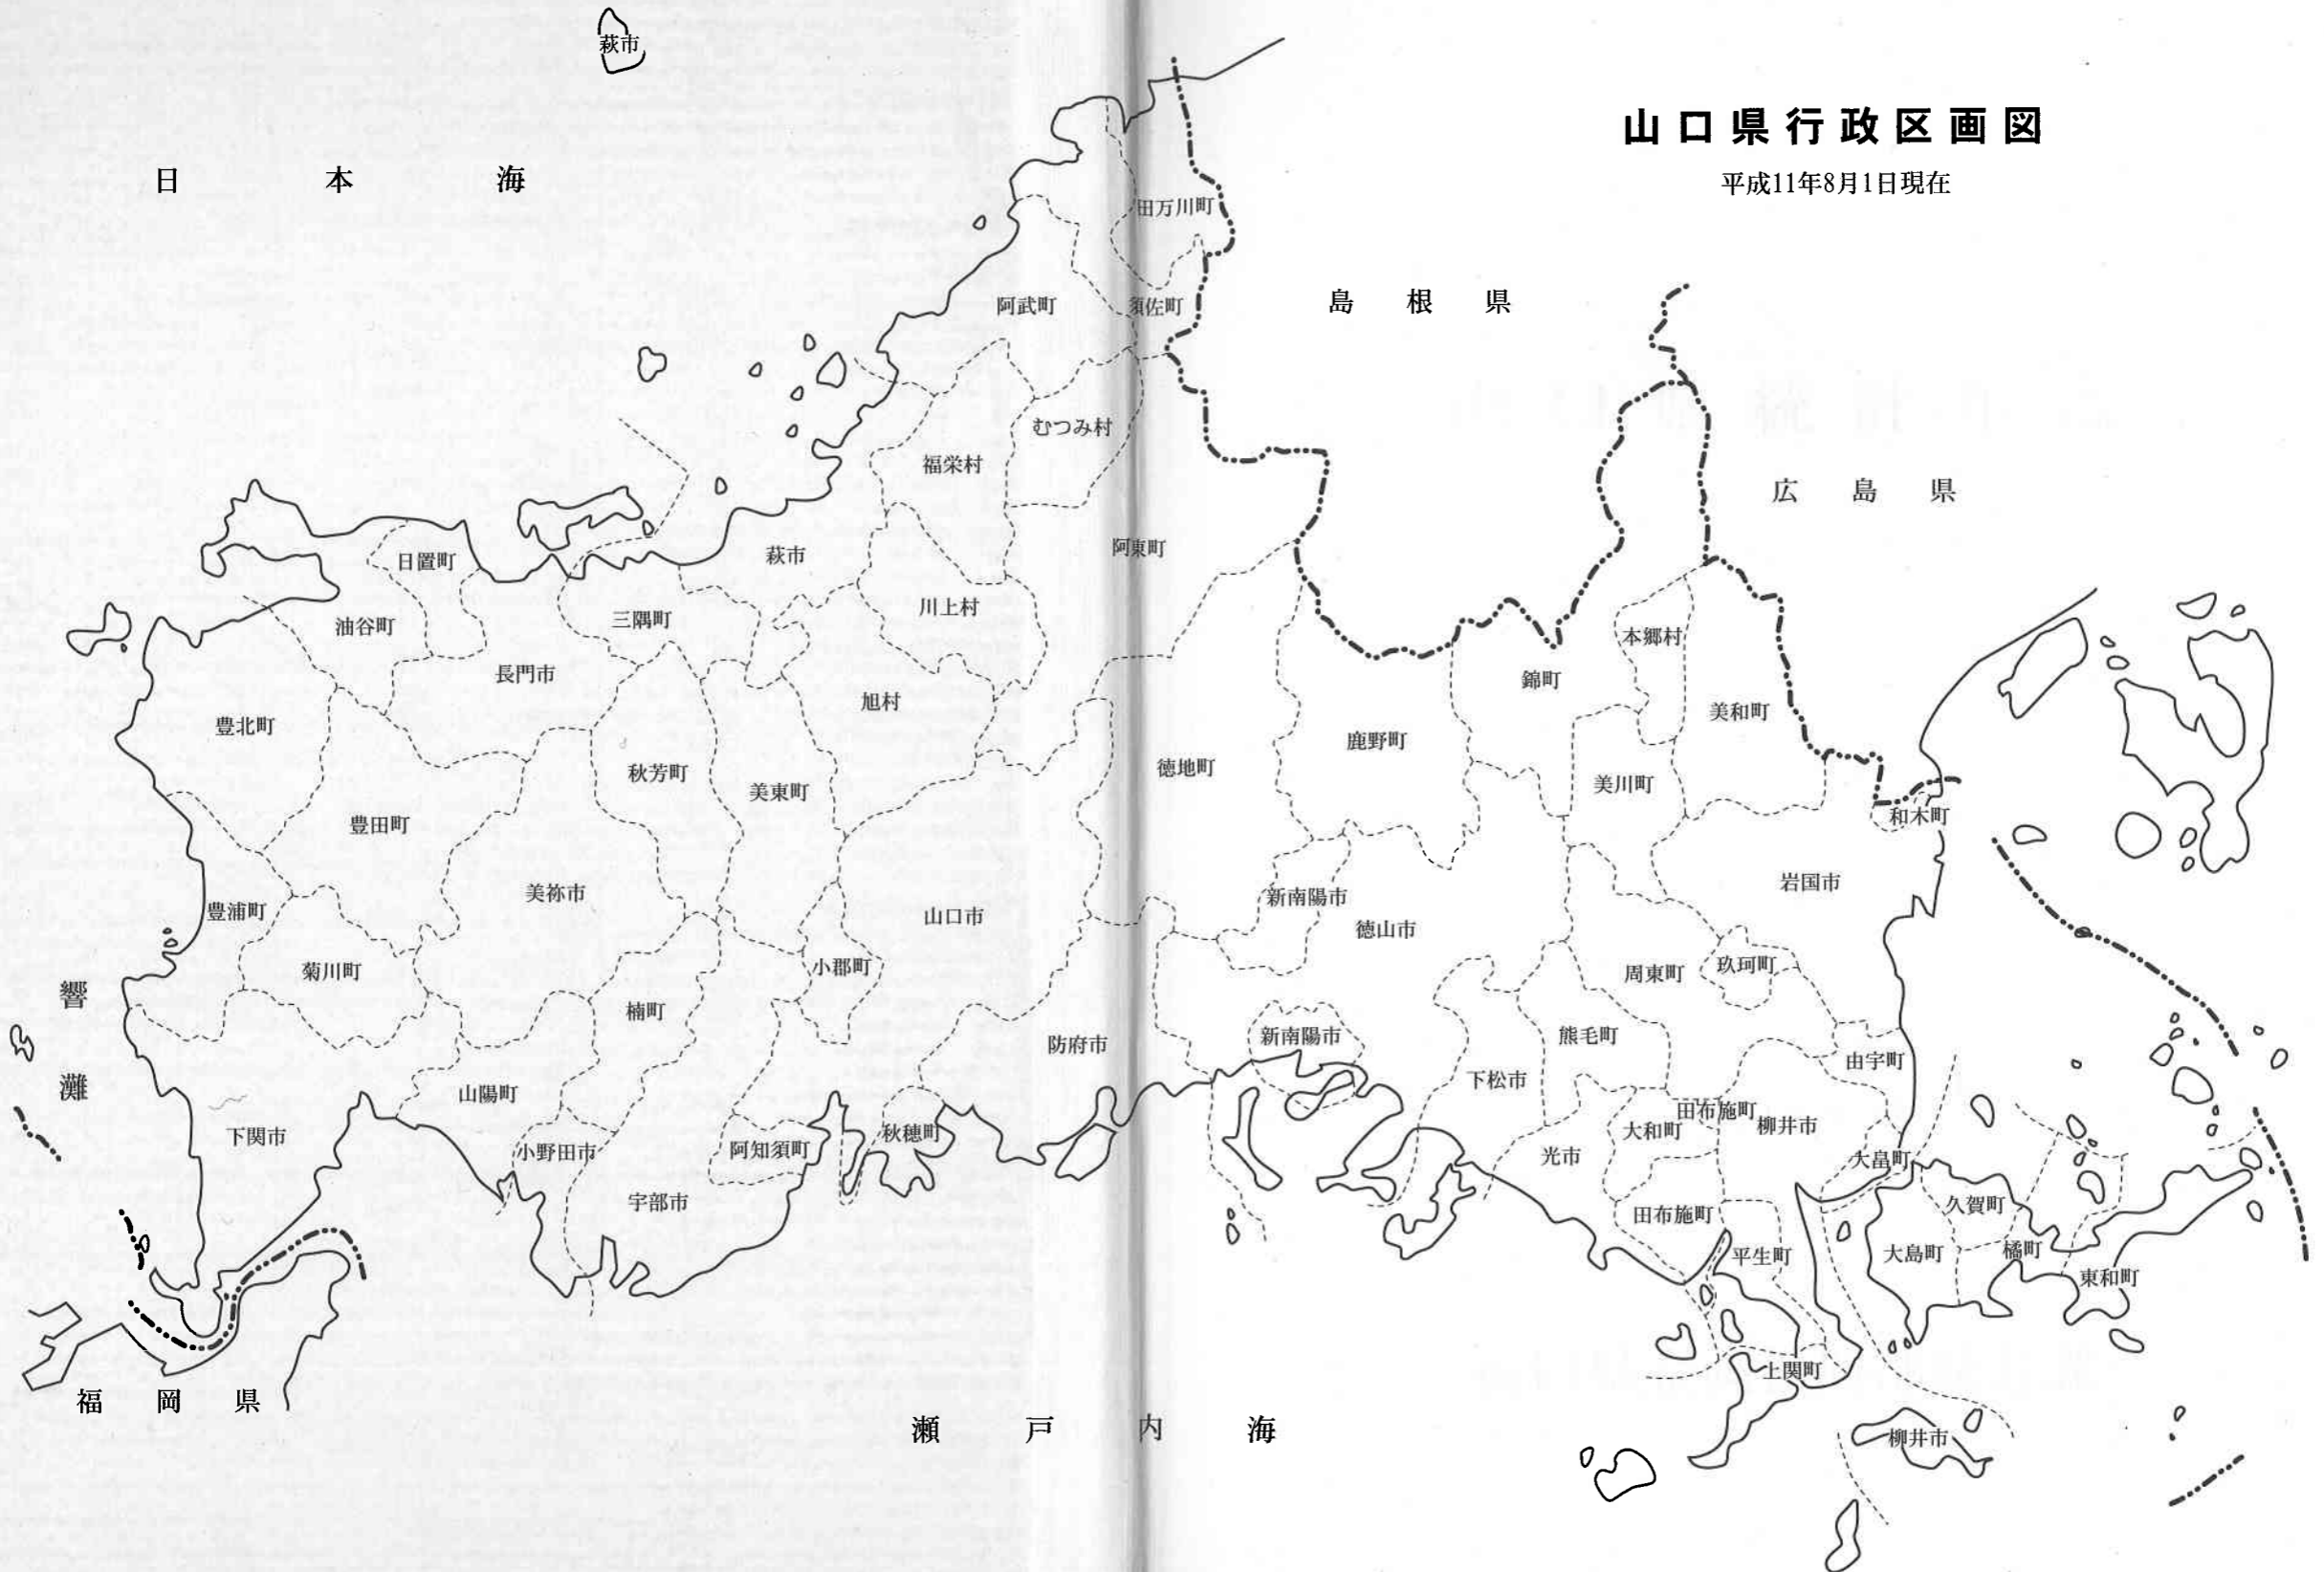 山口県行政区画図
平成11年8月1日現在
萩市
日本海
田万川町
阿武町
須佐町
島根県
むつみ村
福栄村
広島県
日置町
萩市
阿東町
川上村
三隅町
油谷町
本郷村
長門市
錦町
旭村
美和町
豊北町
鹿野町
徳地町
秋芳町
美川町
美東町
和木町
豊田町
岩国市
美祢市
新南陽市
豊浦町
山口市
徳山市
玖珂町
小郡町
菊川町
周東町
響灘
楠町
熊毛町
新南陽市
防府市
由宇町
下松市
山陽町
田布施町
柳井市
大和町
秋穂町
下関市
阿知須町
小野田市
光市
大畠町
宇部市
久賀町
田布施町
大島町
橘町
平生町
東和町
上関町
福岡県
瀬戸内海
柳井市